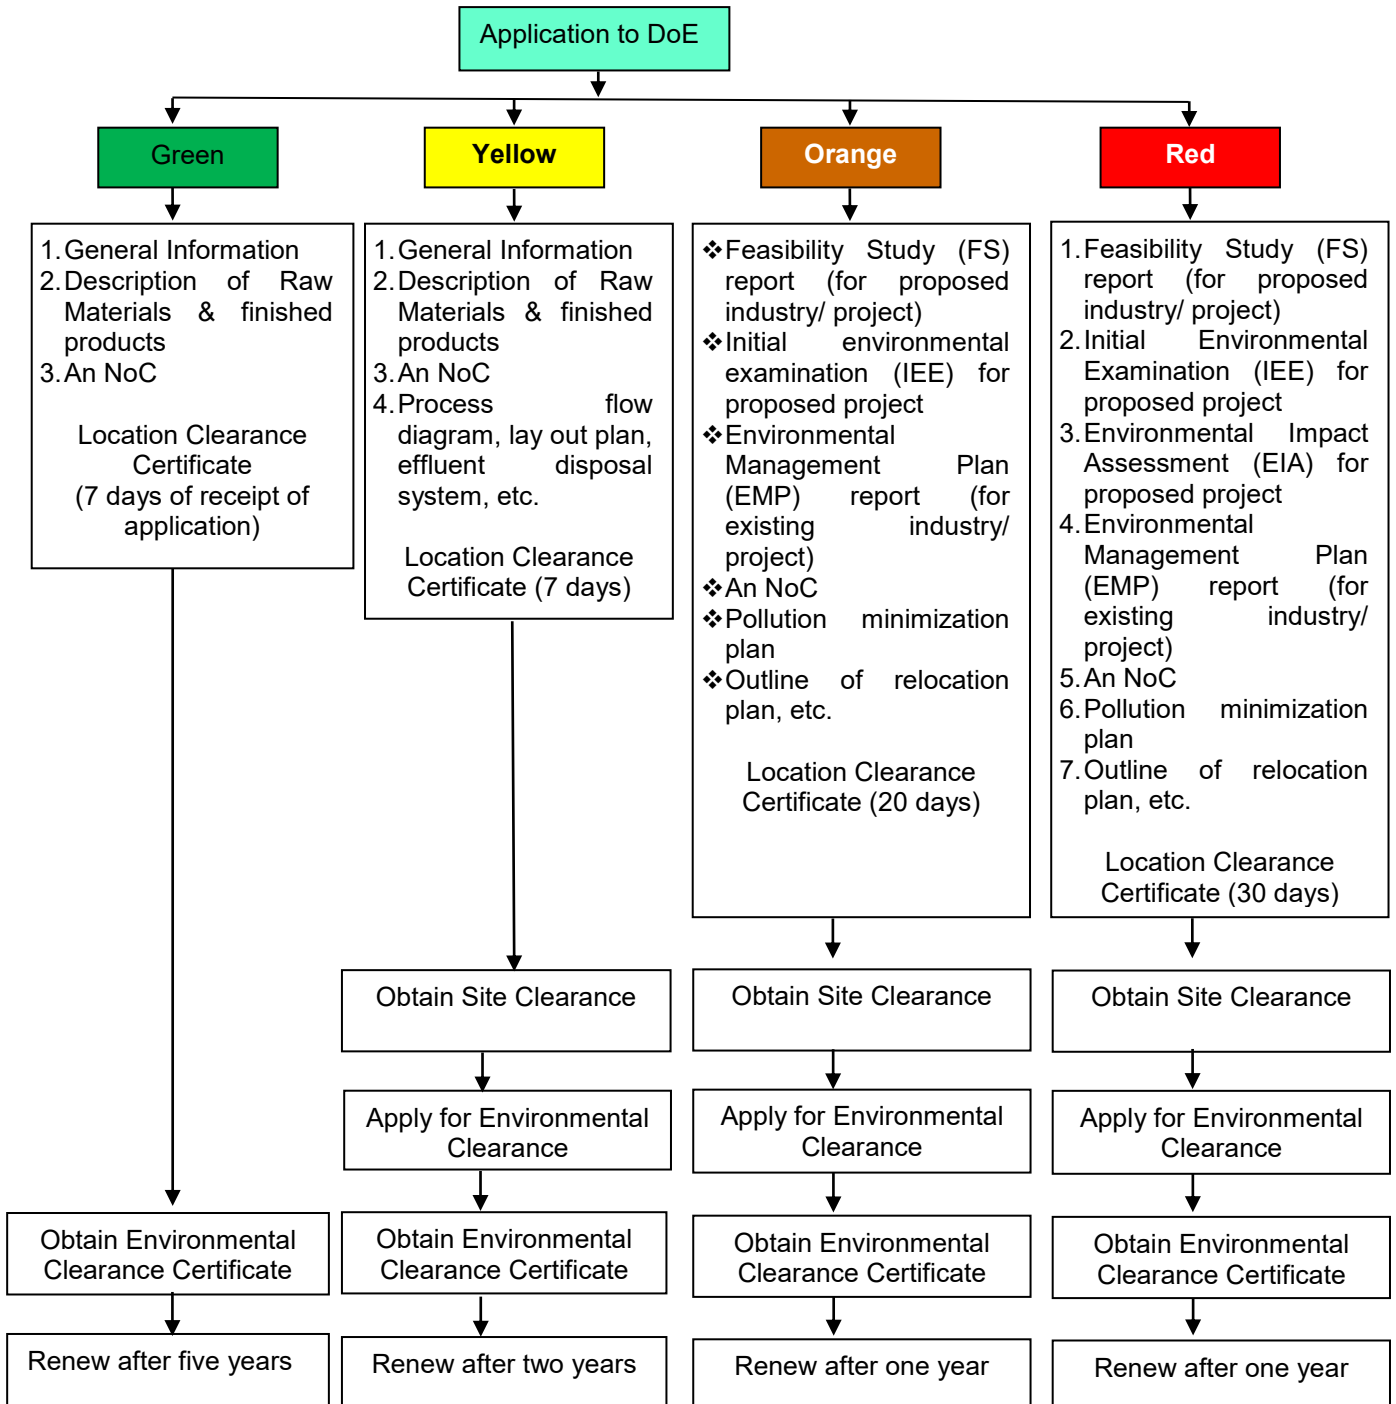 Application to DoE
Green
Yellow
Orange
Red
1. General Information
2. Description of Raw
Materials & finished
products
3. An NoC
Location Clearance
Certificate
(7 days of receipt of
application)
1. General Information
2. Description of Raw
Materials & finished
products
3. An NoC
4. Process flow
diagram, lay out plan,
effluent disposal
system, etc.
Location Clearance
Certificate (7 days)
❖Feasibility Study (FS)
report (for proposed
industry/ project)
❖Initial environmental
examination (IEE) for
proposed project
❖Environmental
Management Plan
(EMP) report (for
existing industry/
project)
❖An NoC
❖Pollution minimization
plan
❖Outline of relocation
plan, etc.
Location Clearance
Certificate (20 days)
1. Feasibility Study (FS)
report (for proposed
industry/ project)
2. Initial Environmental
Examination (IEE) for
proposed project
3. Environmental Impact
Assessment (EIA) for
proposed project
4. Environmental
Management Plan
(EMP) report (for
existing industry/
project)
5. An NoC
6. Pollution minimization
plan
7. Outline of relocation
plan, etc.
Location Clearance
Certificate (30 days)
Obtain Site Clearance
Obtain Site Clearance
Obtain Site Clearance
Apply for Environmental
Clearance
Apply for Environmental
Clearance
Apply for Environmental
Clearance
Obtain Environmental
Clearance Certificate
Obtain Environmental
Clearance Certificate
Obtain Environmental
Clearance Certificate
Obtain Environmental
Clearance Certificate
Renew after five years
Renew after two years
Renew after one year
Renew after one year